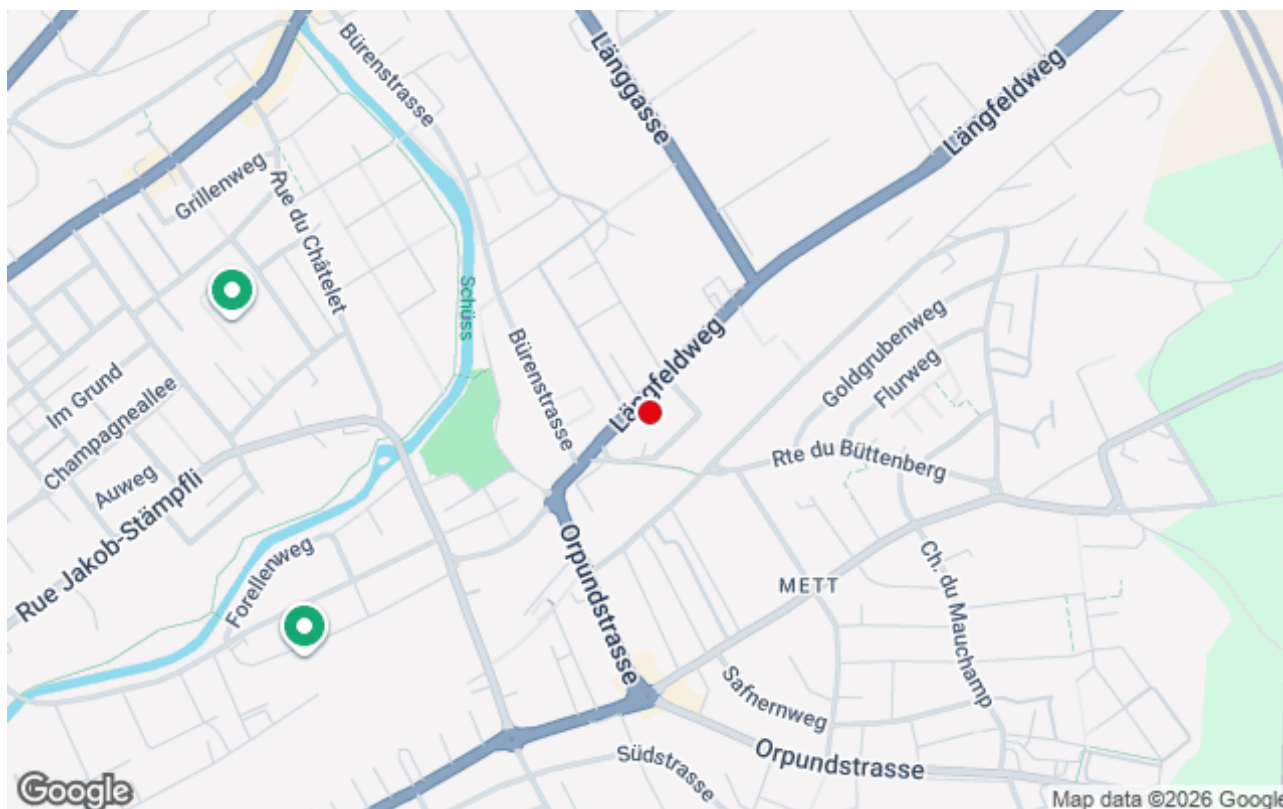 Bürenstrasse
Länggasse
Längfeldweg
Grillenweg
Rue du Châtelet
Schüss
Bürenstrasse
Längfeldweg
Goldgrubenweg
Flurweg
Im Grund
Champagneallee
Auweg
Rue Jakob-Stämpfli
Rte du Büttenberg
Forellenweg
Orpundstrasse
METT
Ch. du Mauchamp
Safnernweg
Südstrasse
Orpundstrasse
Google
Map data ©2026 Google